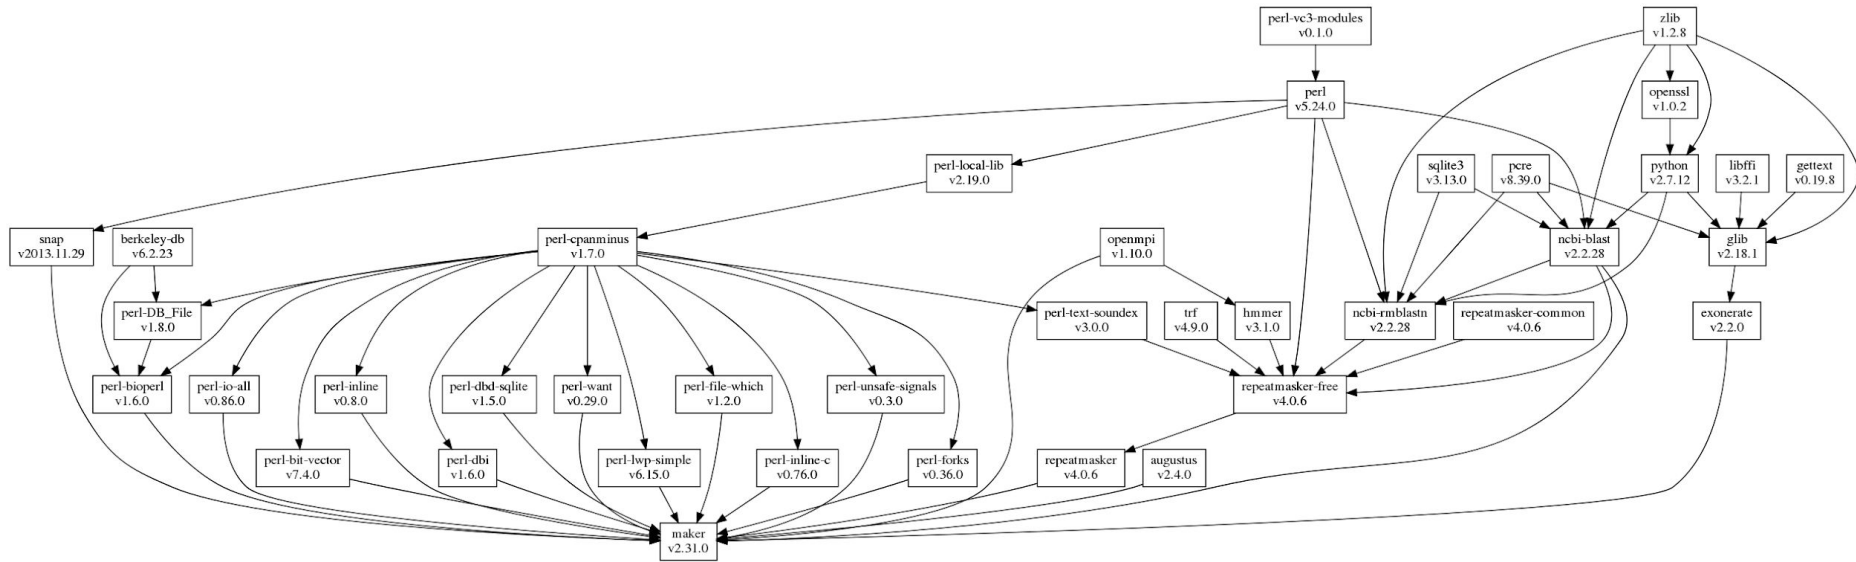 perl-vc3-modules
v0.1.0
zlib
v1.2.8
perl
v5.24.0
openssl
v1.0.2
perl-local-lib
v2.19.0
sqlite3
v3.13.0
pcre
v8.39.0
python
v2.7.12
libffi
v3.2.1
gettext
v0.19.8
snap
v2013.11.29
berkeley-db
v6.2.23
perl-cpanminus
v1.7.0
openmpi
v1.10.0
ncbi-blast
v2.2.28
glib
v2.18.1
perl-DB_File
v1.8.0
perl-text-soundex
v3.0.0
trf
v4.9.0
hmmer
v3.1.0
ncbi-rmblastn
v2.2.28
repeatmasker-common
v4.0.6
exonerate
v2.2.0
perl-bioperl
v1.6.0
perl-io-all
v0.86.0
perl-inline
v0.8.0
perl-dbd-sqlite
v1.5.0
perl-want
v0.29.0
perl-file-which
v1.2.0
perl-unsafe-signals
v0.3.0
repeatmasker-free
v4.0.6
perl-bit-vector
v7.4.0
perl-dbi
v1.6.0
perl-lwp-simple
v6.15.0
perl-inline-c
v0.76.0
perl-forks
v0.36.0
repeatmasker
v4.0.6
augustus
v2.4.0
maker
v2.31.0